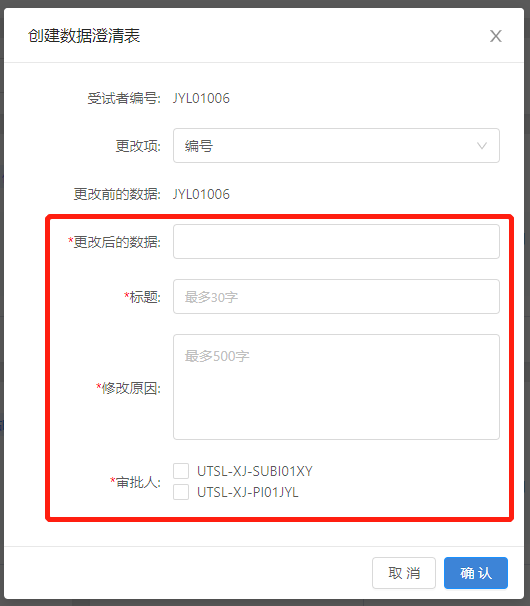 创建数据澄清表
受试者编号: JYL01006
更改项: 编号
更改前的数据: JYL01006
*更改后的数据:
*标题: 最多30字
最多500字
*修改原因:
UTSL-XJ-SUBI01XY
*审批人:
UTSL-XJ-PI01JYL
取 消 确 认